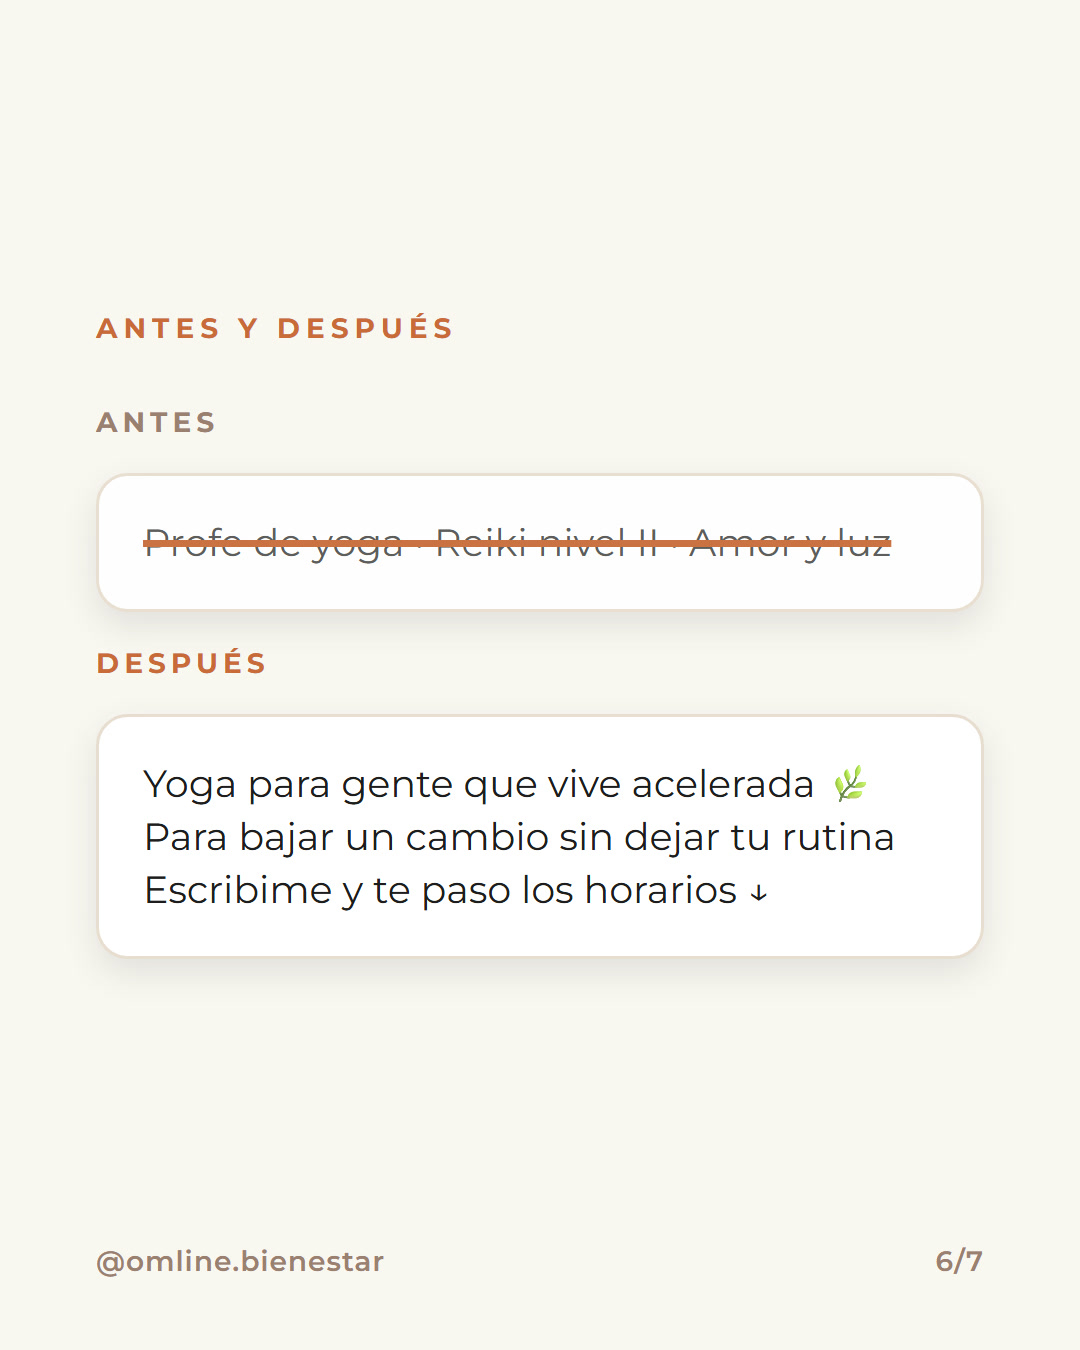 ANTES Y DESPUÉS
ANTES
Profe de yoga · Reiki nivel II · Amor y luz
DESPUÉS
Yoga para gente que vive acelerada 🌿
Para bajar un cambio sin dejar tu rutina
Escribime y te paso los horarios ↓
@omline.bienestar
6/7